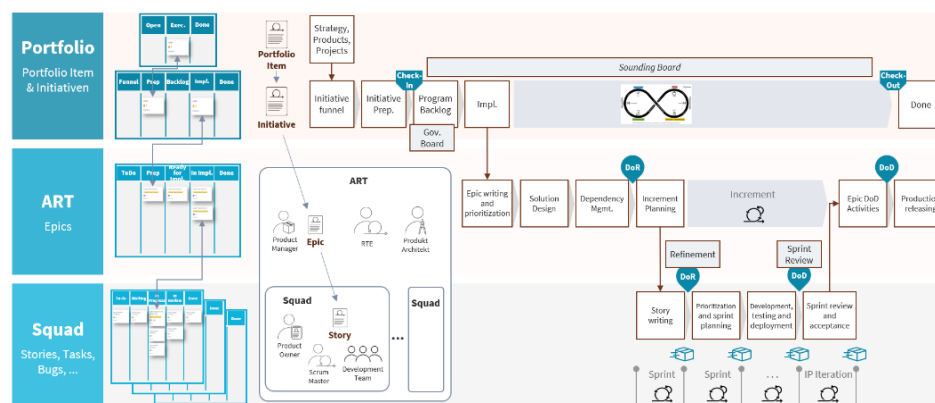 Portfolio
Portfolio Item
& Initiativen
Open Exec. Done
Funnel Prep Backlog Impl. Done
Portfolio
Item
Initiative
Strategy,
Products,
Projects
Initiative
funnel
Initiative
Prep.
Check-
In
Program
Backlog
Gov.
Board
Impl.
Sounding Board
Check-
Out
Done
ART
Epics
ToDo Prep Ready
for
Impl. In Impl. Done
ART
Product
Manager
Epic
RTE
Produkt
Architekt
Epic writing
and
prioritization
Solution
Design
Dependency
Mgmt.
DoR
Increment
Planning
Increment
DoD
Epic DoD
Activities
Production
releasing
Squad
Stories, Tasks,
Bugs, ...
Squad
Product
Owner
Story
Scrum
Master
Development
Team
...
Squad
Refinement
DoR
Sprint
Review
DoD
Story
writing
Prioritization
and sprint
planning
Development,
testing and
deployment
Sprint review
and
acceptance
Sprint
Sprint
...
IP Iteration